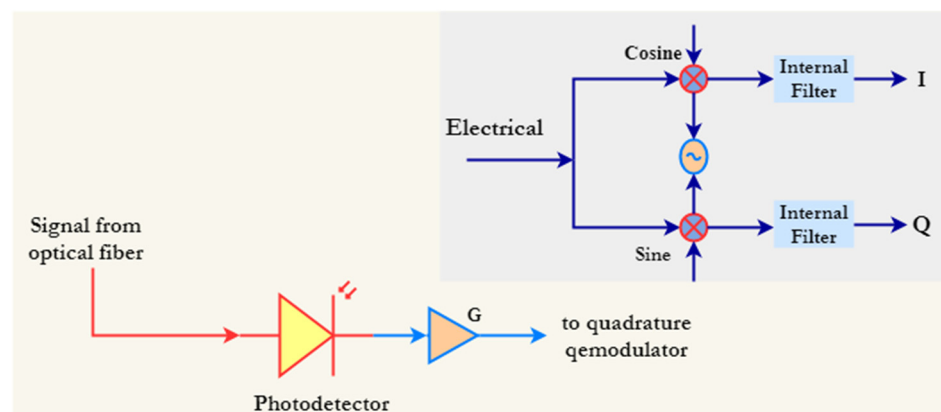 Cosine
Internal
Filter
I
Electrical
Internal
Filter
Q
Sine
Signal from
optical fiber
G
to quadrature
qemodulator
Photodetector